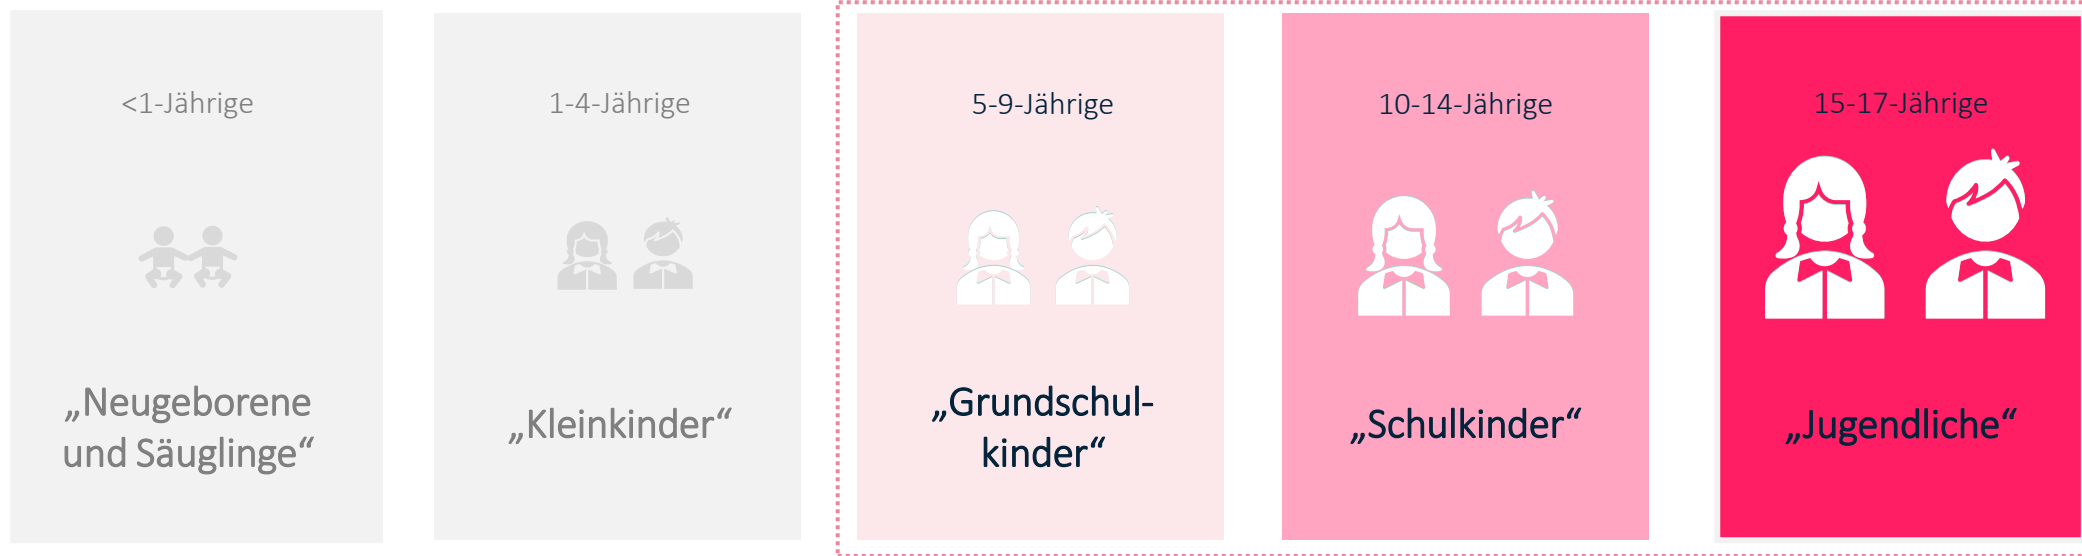 <1-Jährige
„Neugeborene
und Säuglinge“
1-4-Jährige
„Kleinkinder“
5-9-Jährige
„Grundschul-
kinder“
10-14-Jährige
„Schulkinder“
15-17-Jährige
„Jugendliche“